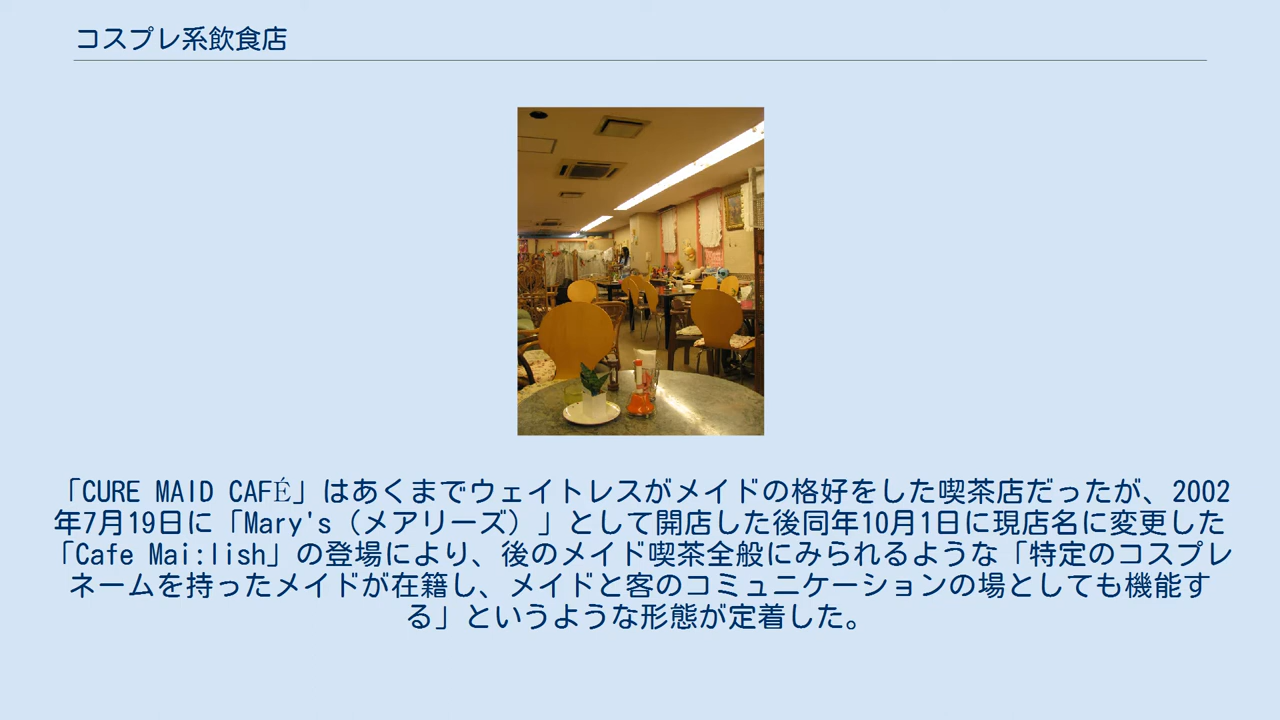 コスプレ系飲食店
「CURE MAID CAFÉ」はあくまでウェイトレスがメイドの格好をした喫茶店だったが、2002
年7月19日に「Mary's（メアリーズ）」として開店した後同年10月1日に現店名に変更した
「Cafe Mai:lish」の登場により、後のメイド喫茶全般にみられるような「特定のコスプレ
ネームを持ったメイドが在籍し、メイドと客のコミュニケーションの場としても機能す
る」というような形態が定着した。